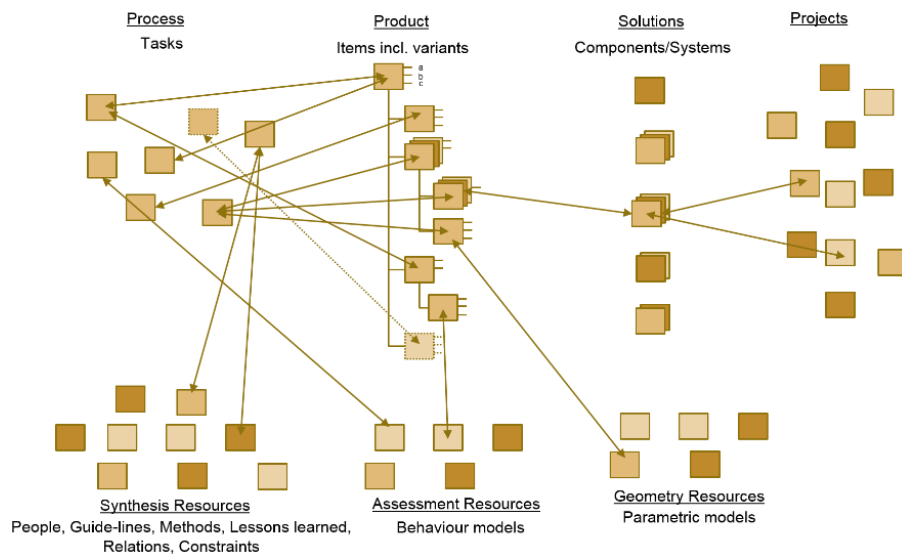 Process
Tasks
Product
Items incl. variants
Solutions
Components/Systems
Projects
a
b
c
Synthesis Resources
People, Guide-lines, Methods, Lessons learned,
Relations, Constraints
Assessment Resources
Behaviour models
Geometry Resources
Parametric models